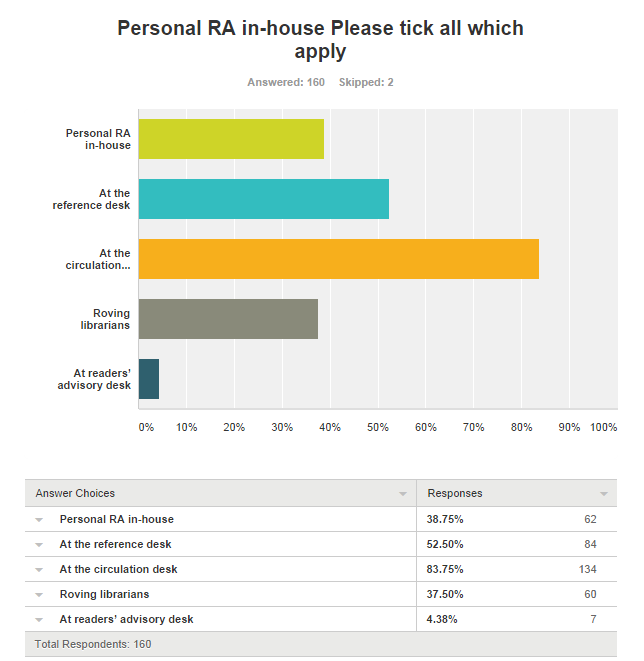 Personal RA in-house Please tick all which
apply
Answered: 160 Skipped: 2
Personal RA
in-house
At the
reference desk
At the
circulation...
Roving
librarians
At readers’
advisory desk
0% 10% 20% 30% 40% 50% 60% 70% 80% 90% 100%
Answer Choices Responses
Personal RA in-house 38.75% 62
At the reference desk 52.50% 84
At the circulation desk 83.75% 134
Roving librarians 37.50% 60
At readers’ advisory desk 4.38% 7
Total Respondents: 160